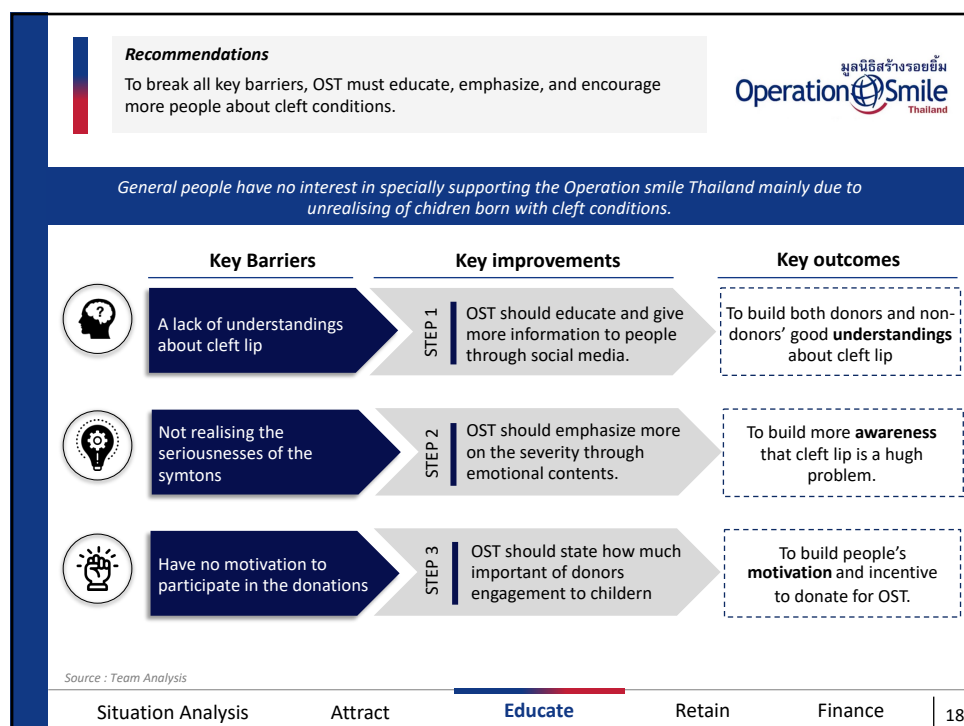 Recommendations
To break all key barriers, OST must educate, emphasize, and encourage
more people about cleft conditions.
มูลนิธิสร้างรอยยิ้ม
Operation Smile
Thailand
General people have no interest in specially supporting the Operation smile Thailand mainly due to
unrealising of chidren born with cleft conditions.
Key Barriers
Key improvements
Key outcomes
?
A lack of understandings
about cleft lip
STEP 1
OST should educate and give
more information to people
through social media.
To build both donors and non-
donors’ good understandings
about cleft lip
Not realising the
seriousnesses of the
symtons
STEP 2
OST should emphasize more
on the severity through
emotional contents.
To build more awareness
that cleft lip is a hugh
problem.
Have no motivation to
participate in the donations
STEP 3
OST should state how much
important of donors
engagement to childern
To build people’s
motivation and incentive
to donate for OST.
Source : Team Analysis
Situation Analysis
Attract
Educate
Retain
Finance
18